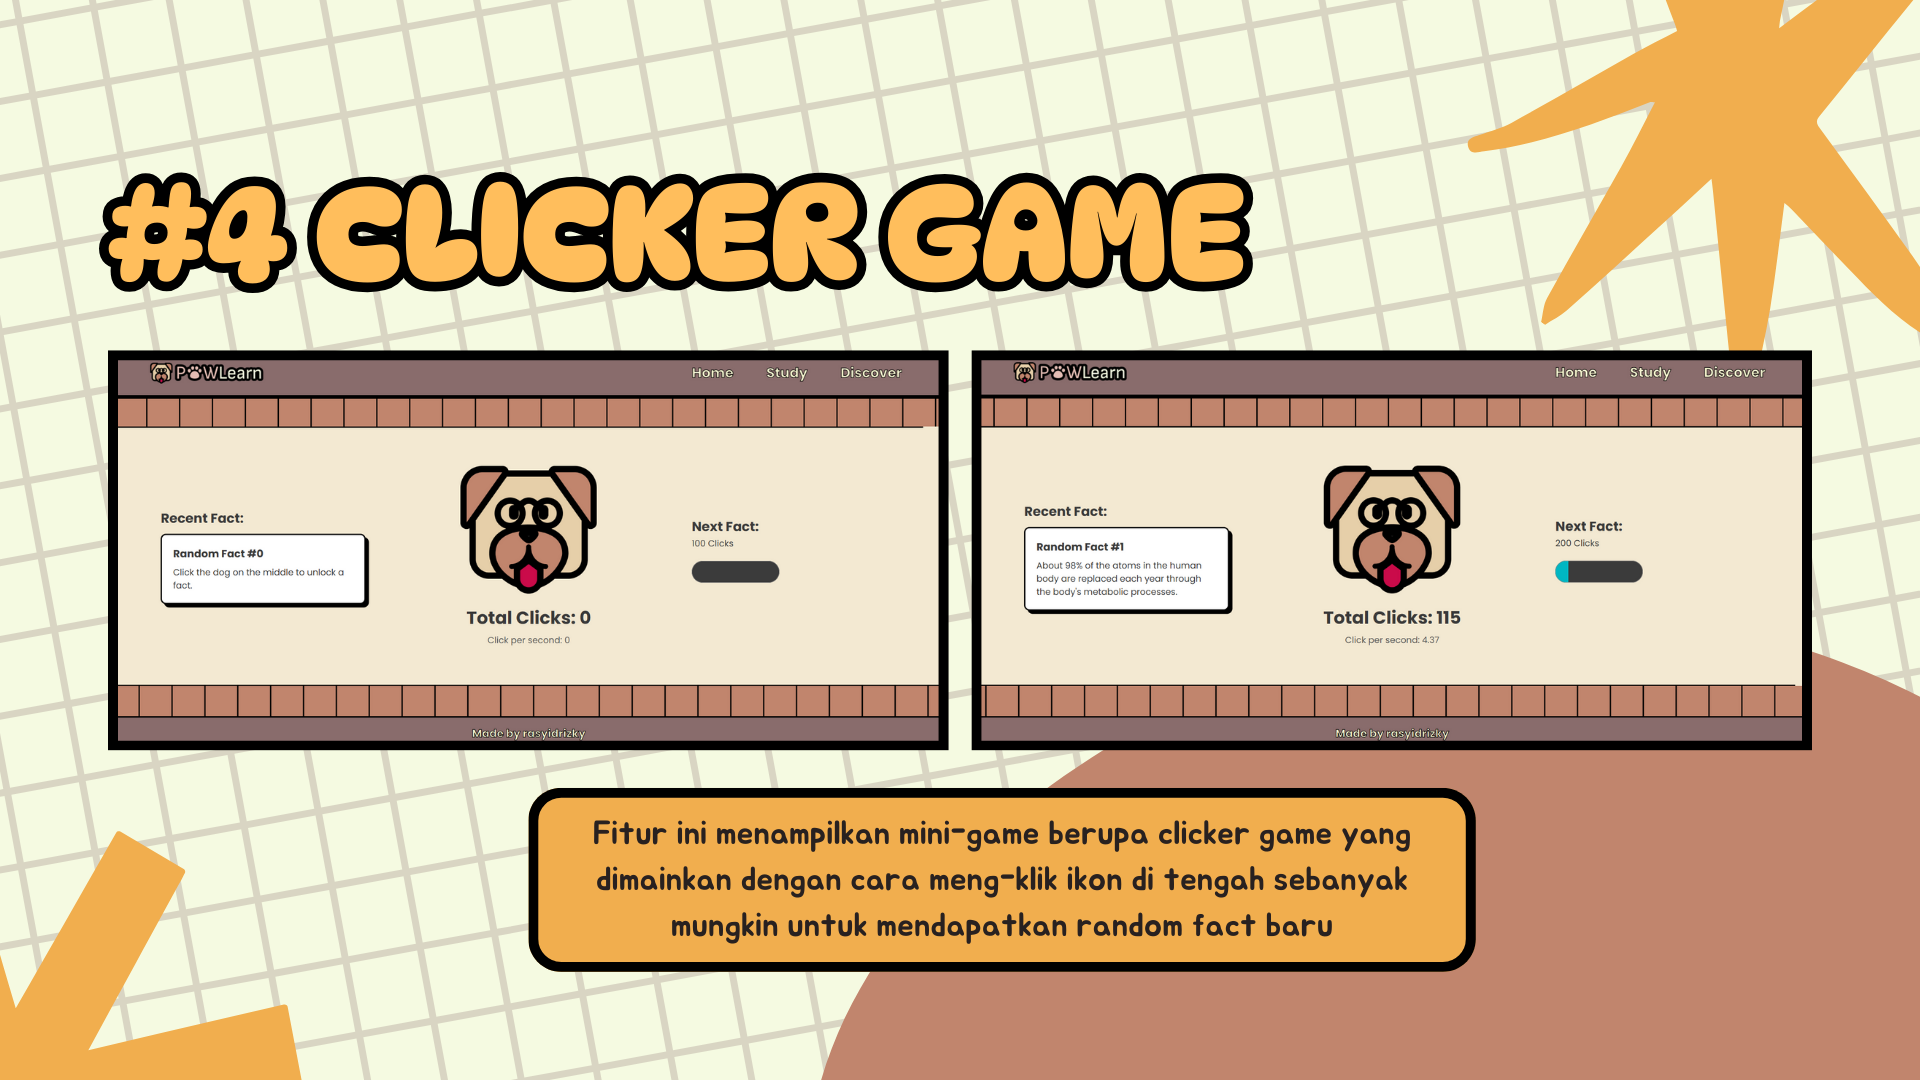 #4 CLICKER GAME
PAWLearn
Home
Study
Discover
Recent Fact:
Random Fact #0
Click the dog on the middle to unlock a
fact.
Total Clicks: 0
Click per second: 0
Next Fact:
100 Clicks
Made by rasyidrizky
PAWLearn
Home
Study
Discover
Recent Fact:
Random Fact #1
About 98% of the atoms in the human
body are replaced each year through
the body's metabolic processes.
Total Clicks: 115
Click per second: 4.37
Next Fact:
200 Clicks
Made by rasyidrizky
Fitur ini menampilkan mini-game berupa clicker game yang
dimainkan dengan cara meng-klik ikon di tengah sebanyak
mungkin untuk mendapatkan random fact baru